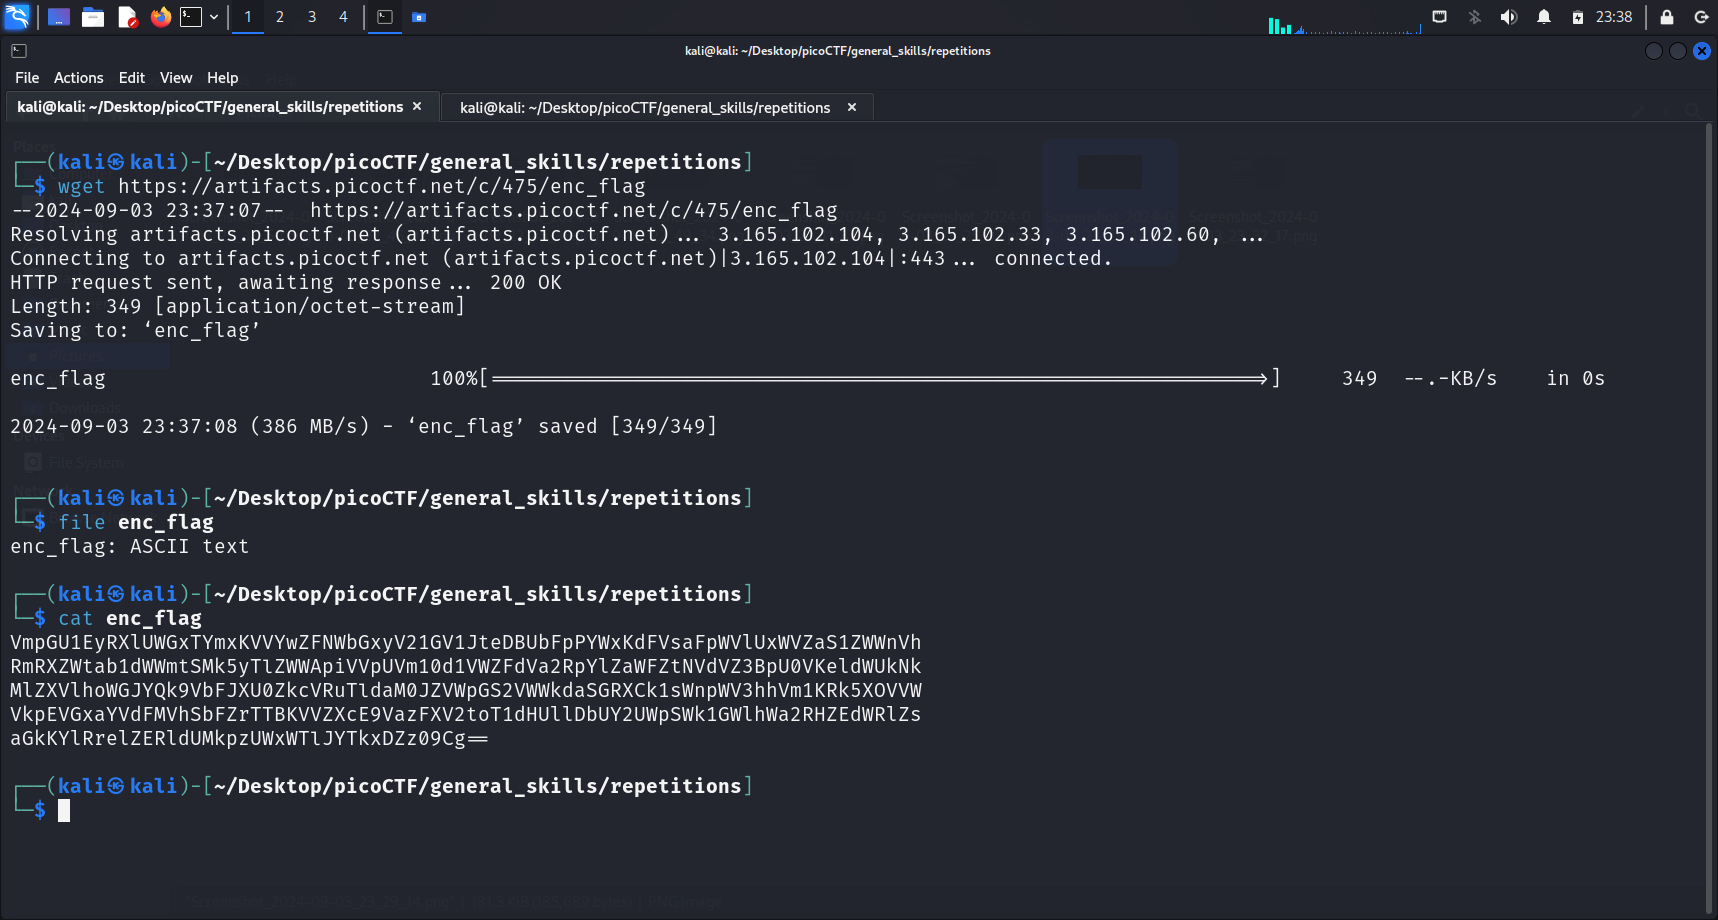 1 2 3 4
23:38
kali@kali: ~/Desktop/picoCTF/general_skills/repetitions
File Actions Edit View Help
kali@kali: ~/Desktop/picoCTF/general_skills/repetitions × kali@kali: ~/Desktop/picoCTF/general_skills/repetitions ×
┌──(kali㉿kali)-[~/Desktop/picoCTF/general_skills/repetitions]
└─$ wget https://artifacts.picoctf.net/c/475/enc_flag
--2024-09-03 23:37:07--  https://artifacts.picoctf.net/c/475/enc_flag
Resolving artifacts.picoctf.net (artifacts.picoctf.net)... 3.165.102.104, 3.165.102.33, 3.165.102.60, ...
Connecting to artifacts.picoctf.net (artifacts.picoctf.net)|3.165.102.104|:443... connected.
HTTP request sent, awaiting response... 200 OK
Length: 349 [application/octet-stream]
Saving to: ‘enc_flag’
enc_flag 100%[=================================================================>] 349 --.-KB/s in 0s
2024-09-03 23:37:08 (386 MB/s) - ‘enc_flag’ saved [349/349]
┌──(kali㉿kali)-[~/Desktop/picoCTF/general_skills/repetitions]
└─$ file enc_flag
enc_flag: ASCII text
┌──(kali㉿kali)-[~/Desktop/picoCTF/general_skills/repetitions]
└─$ cat enc_flag
VmpGU1EyRXlUWGxTYmxKVVYwZFNWbGxyV21GV1JteDBUbFpPYWxKdFVsaFpWVlUxWVZaS1ZWWnVh
RmRXZWtab1dWWmtSMk5yTlZWWApiVVpUVm10d1VWZFdVa2RpYlZaWFZtNVdVZ3BpU0VKeldWUkNk
MlZXVlhoWGJYQk9VbFJXU0ZkcVRuTldaM0JZVWpGS2VWWkdaSGRXCk1sWnpWV3hhVm1KRk5XOVVW
VkpEVGxaYVdFMVhSbFZrTTBKVVZXcE9VazFXV2toT1dHUllDbUY2UWpSWk1GWlhWa2RHZEdWRlZs
aGkKYlRrelZERldUMkpzUWxWTlJYTkxDZz09Cg==
┌──(kali㉿kali)-[~/Desktop/picoCTF/general_skills/repetitions]
└─$